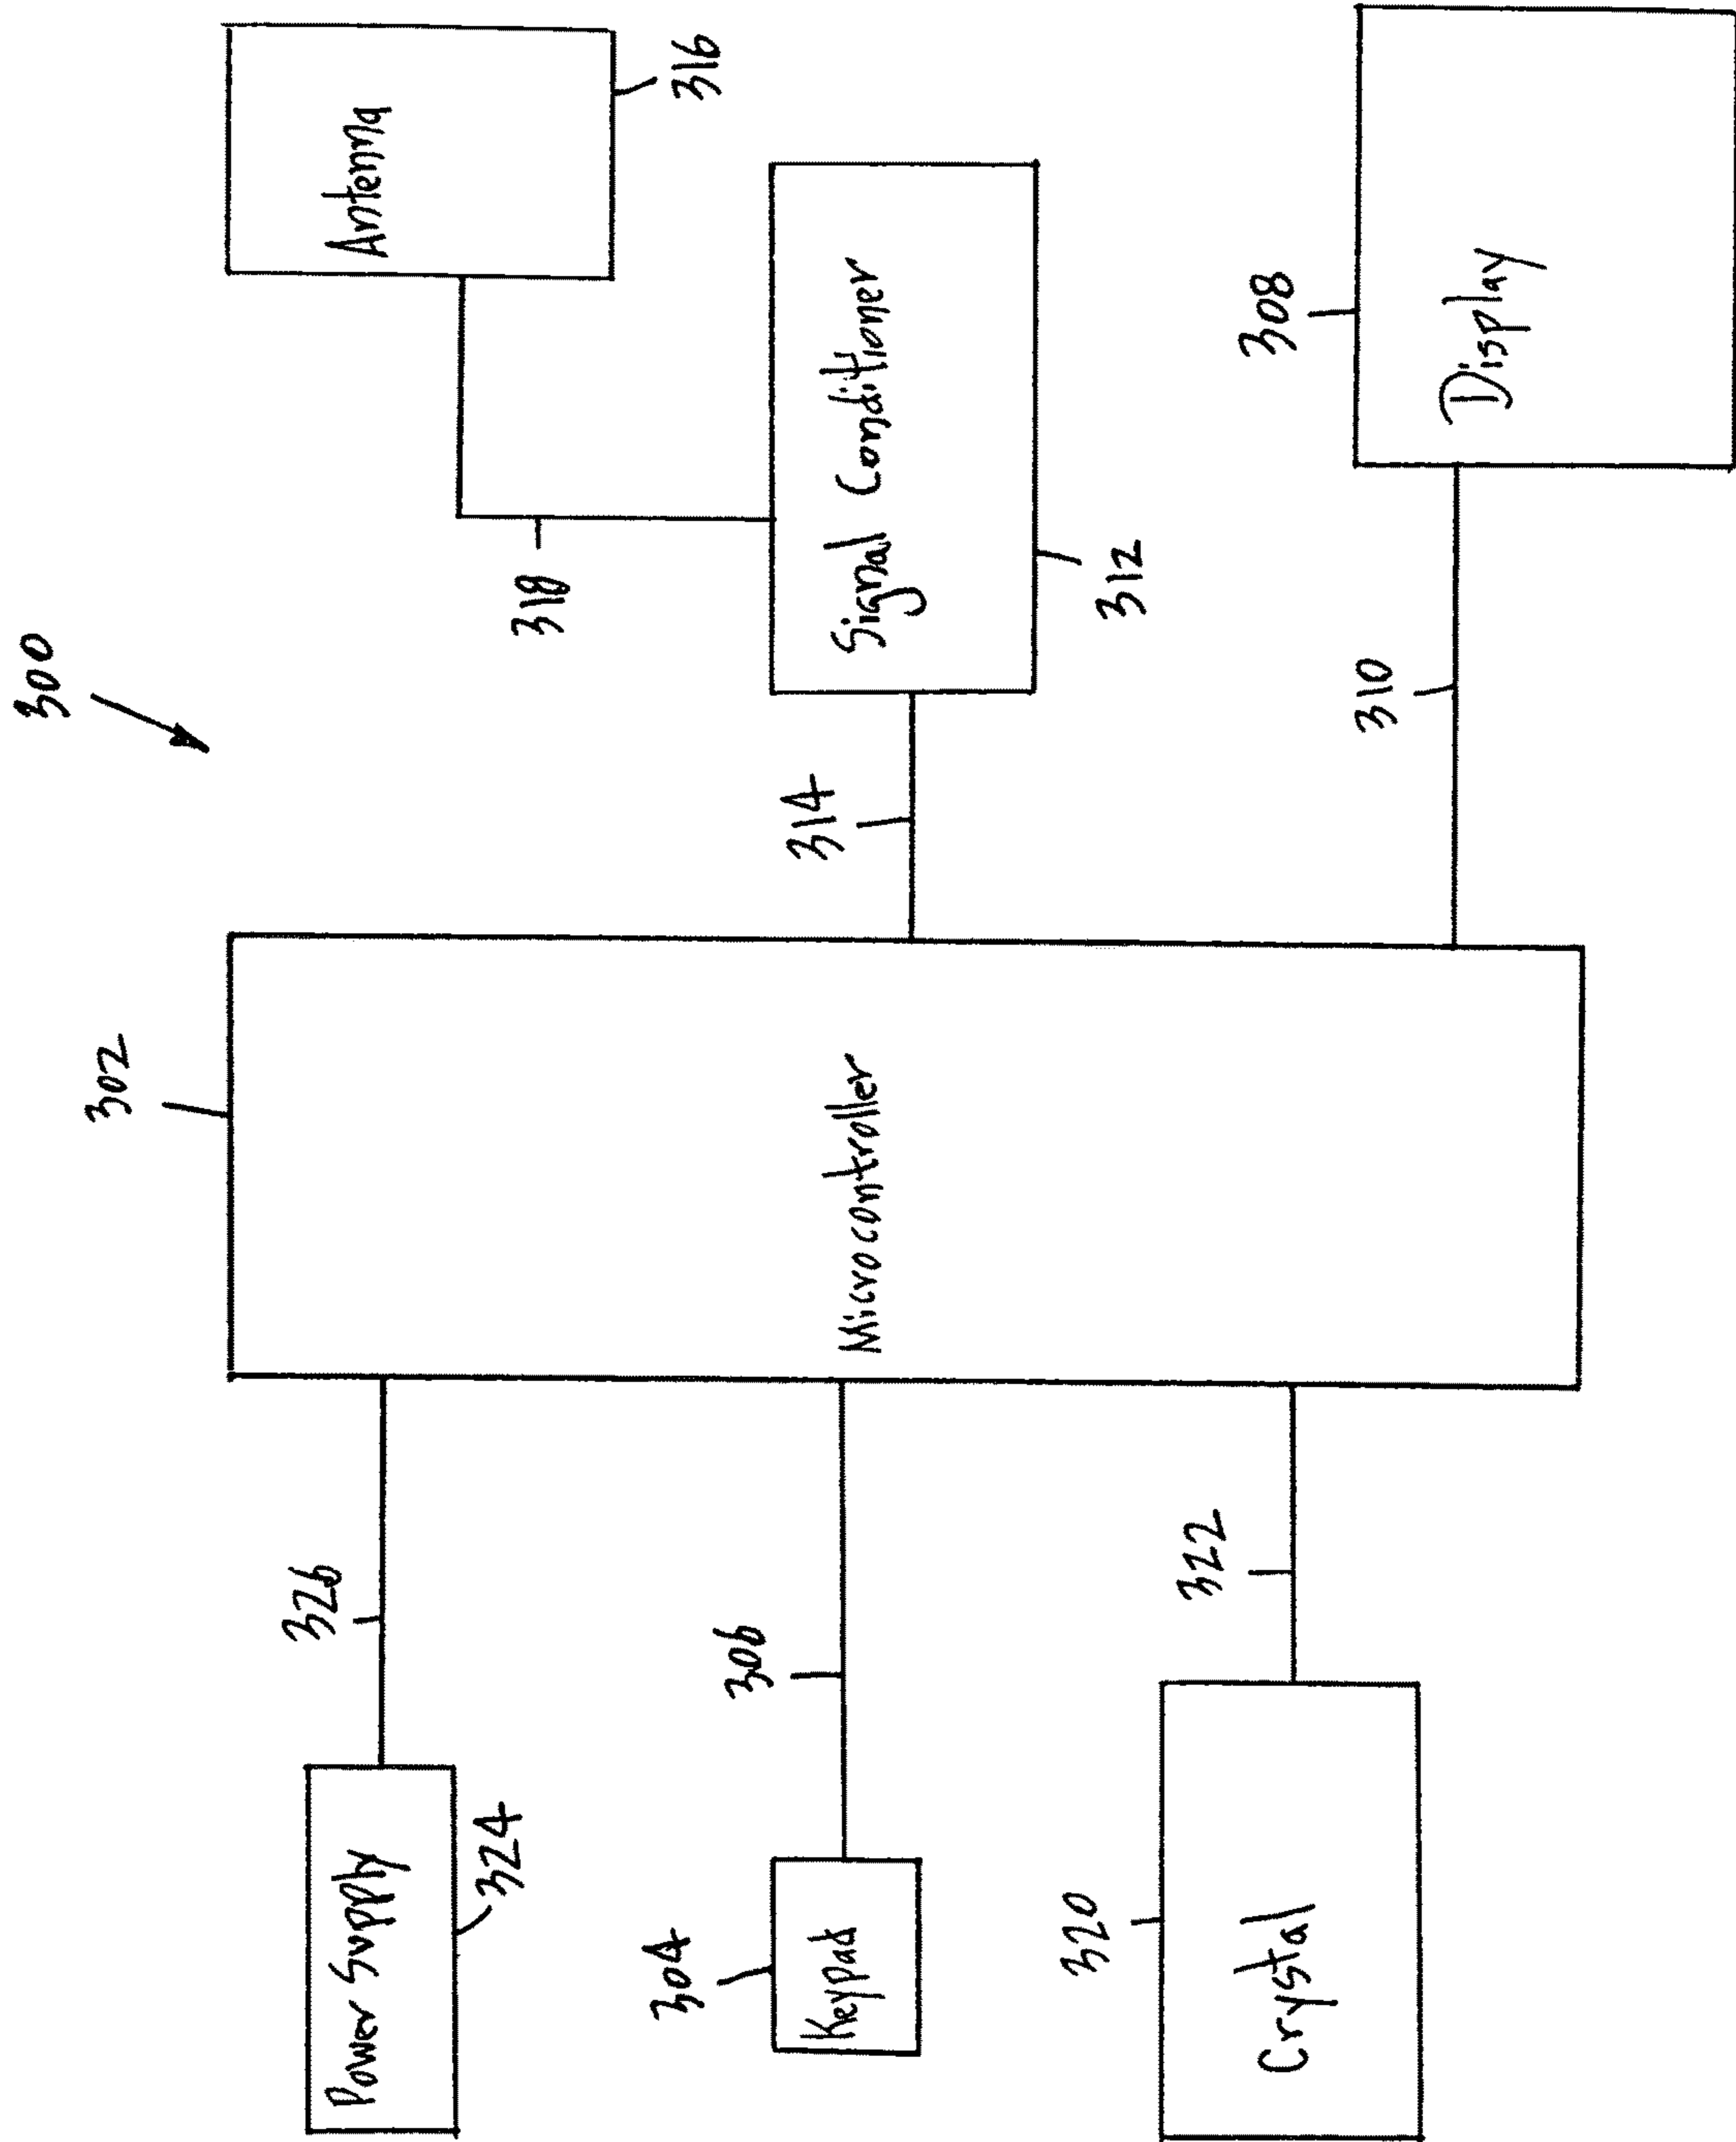 300
302
326
Power Supply
Antenna
324
318
304
316
306
314
Keypad
Microcontroller
Signal Conditioner
320
312
322
308
Crystal
310
Display